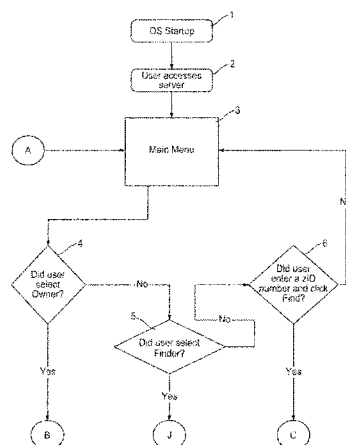 1
OS Startup
2
User accesses
server
3
A
Main Menu
N
4
6
Did user
select
Owner?
Did user
enter a zID
number and click
Find?
No
5
No
Did user select
Finder?
Yes
Yes
Yes
B
J
C